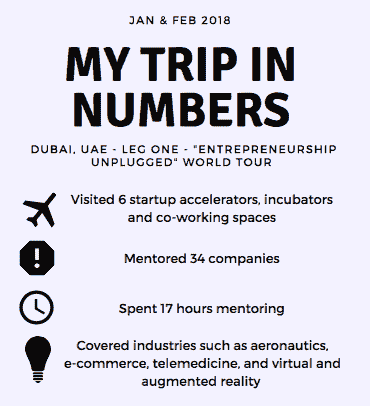 JAN & FEB 2018
MY TRIP IN
NUMBERS
DUBAI, UAE - LEG ONE - "ENTREPRENEURSHIP
UNPLUGGED" WORLD TOUR
Visited 6 startup accelerators, incubators
and co-working spaces
Mentored 34 companies
Spent 17 hours mentoring
Covered industries such as aeronautics,
e-commerce, telemedicine, and virtual and
augmented reality